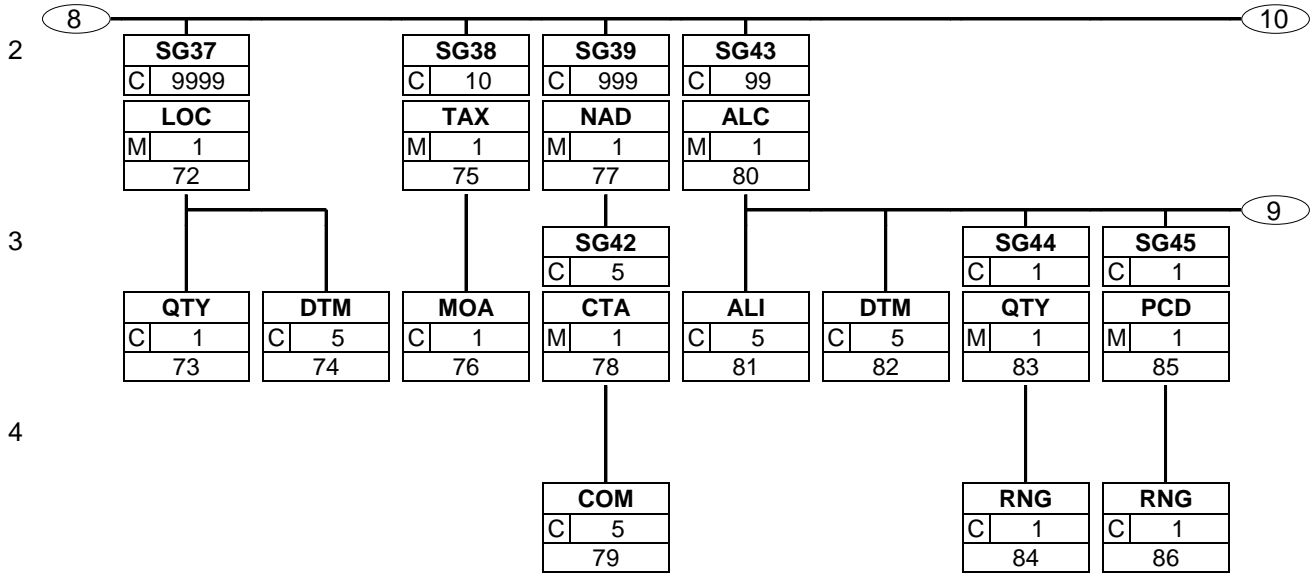 8 10
2 SG37 SG38 SG39 SG43
C 9999 C 10 C 999 C 99
LOC TAX NAD ALC
M 1 M 1 M 1 M 1
72 75 77 80
9
3 SG42 SG44 SG45
C 5 C 1 C 1
QTY DTM MOA CTA ALI DTM QTY PCD
C 1 C 5 C 1 M 1 C 5 C 5 M 1 M 1
73 74 76 78 81 82 83 85
4
COM RNG RNG
C 5 C 1 C 1
79 84 86